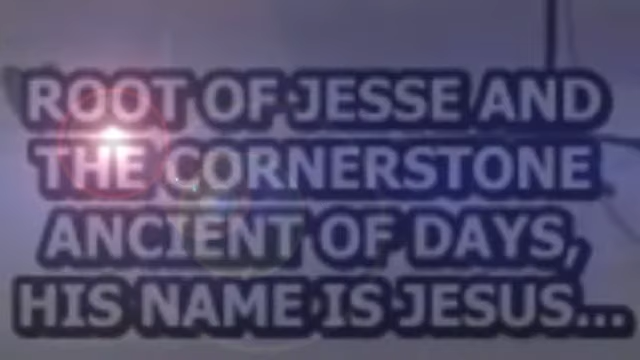 ROOT OF JESSE AND
THE CORNERSTONE
ANCIENT OF DAYS,
HIS NAME IS JESUS...